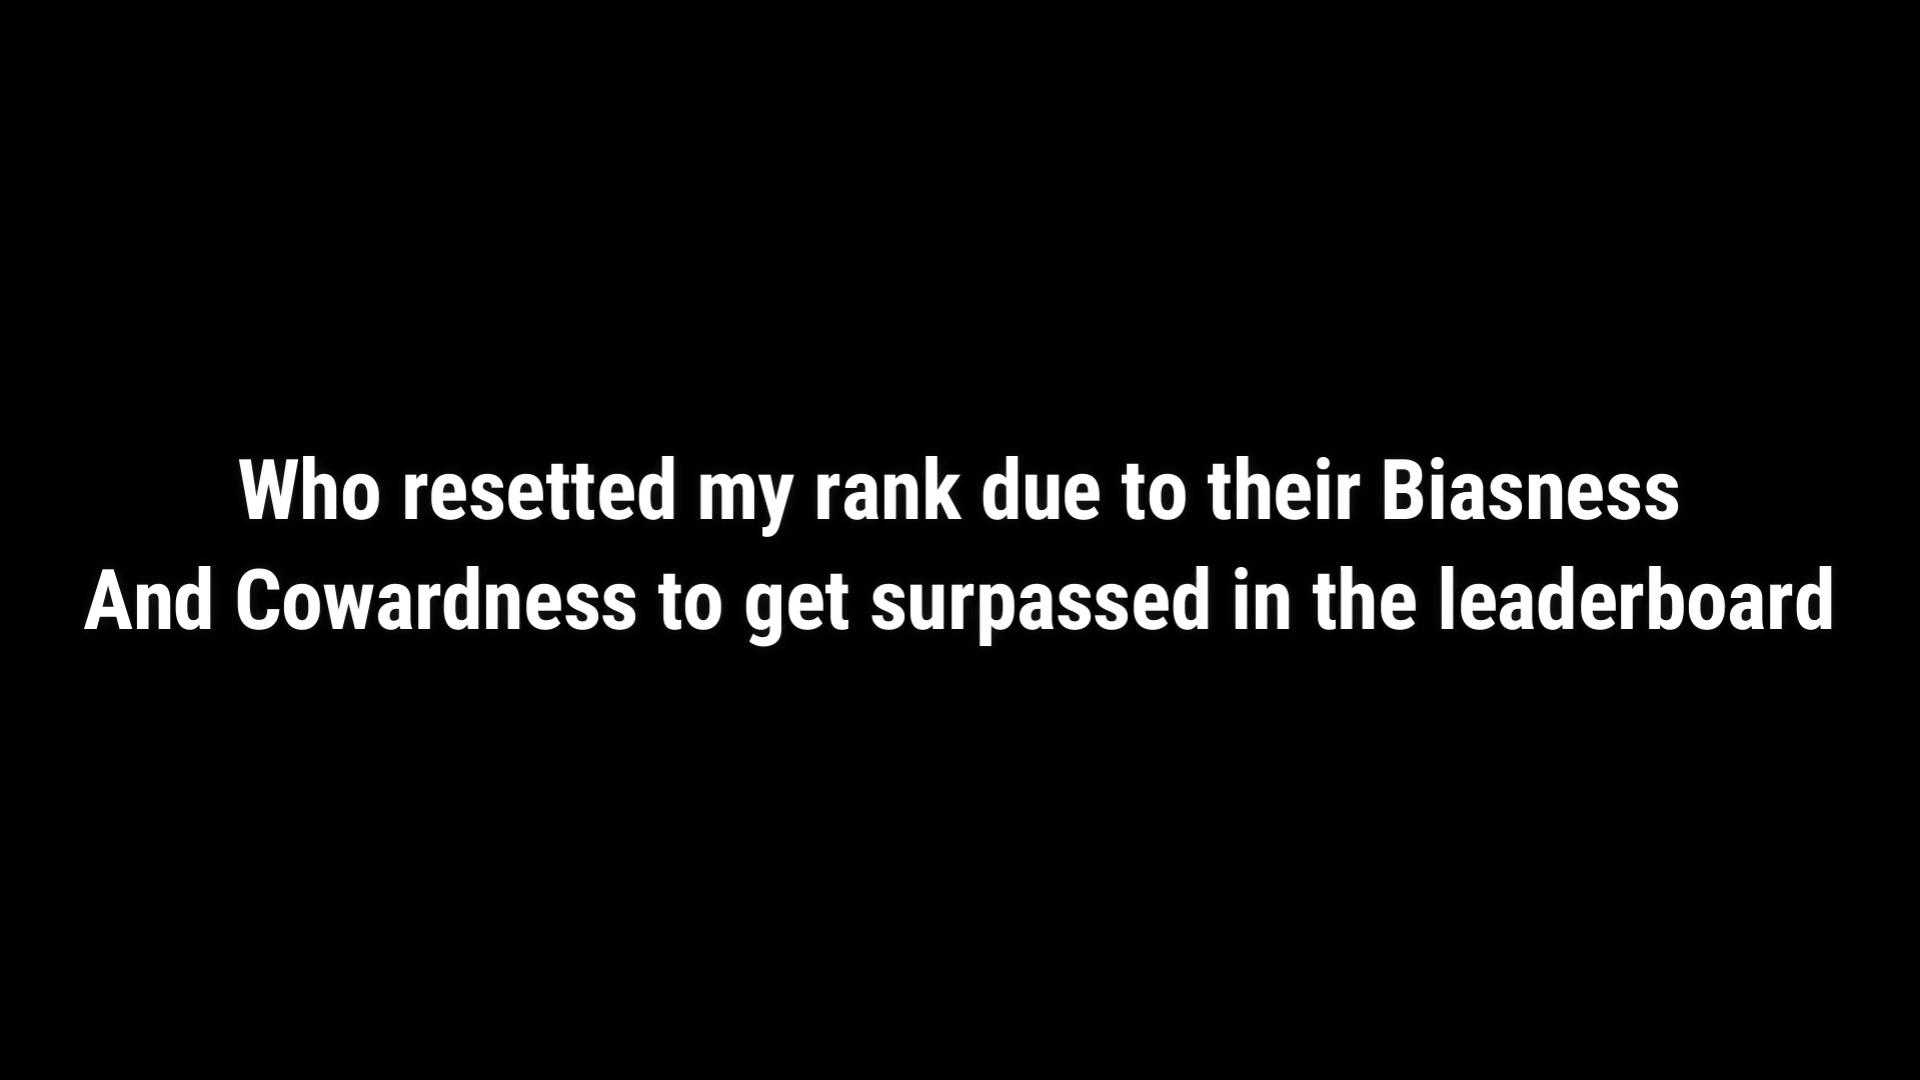 Who resetted my rank due to their Biasness
And Cowardness to get surpassed in the leaderboard